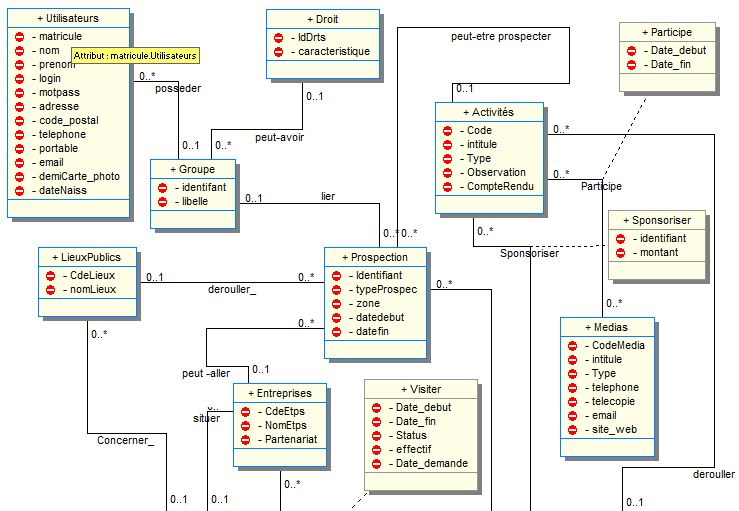 + Utilisateurs
- matricule
- nom
- prenom
- login
- motpass
- adresse
- code_postal
- telephone
- portable
- email
- demiCarte_photo
- dateNaiss
Attribut : matricule.Utilisateurs
0..*
posseder
0..1
+ Droit
- IdDrts
- caracteristique
0..1
peut-avoir
0..*
+ Groupe
- identifant
- libelle
0..1
lier
0..*
peut-etre prospecter
0..1
0..*
+ Participe
- Date_debut
- Date_fin
+ Activités
- Code
- intitule
- Type
- Observation
- CompteRendu
0..*
0..*
Participe
0..*
0..*
Sponsoriser
+ Sponsoriser
- identifiant
- montant
+ LieuxPublics
- CdeLieux
- nomLieux
0..1
derouller_
0..*
0..*
+ Prospection
- Identifiant
- typeProspec
- zone
- datedebut
- datefin
0..*
0..*
peut -aller
0..1
+ Medias
- CodeMedia
- intitule
- Type
- telephone
- telecopie
- email
- site_web
+ Entreprises
- CdeEtps
- NomEtps
- Partenariat
situer
+ Visiter
- Date_debut
- Date_fin
- Status
- effectif
- Date_demande
Concerner_
derouller
0..1
0..1
0..*
0..1